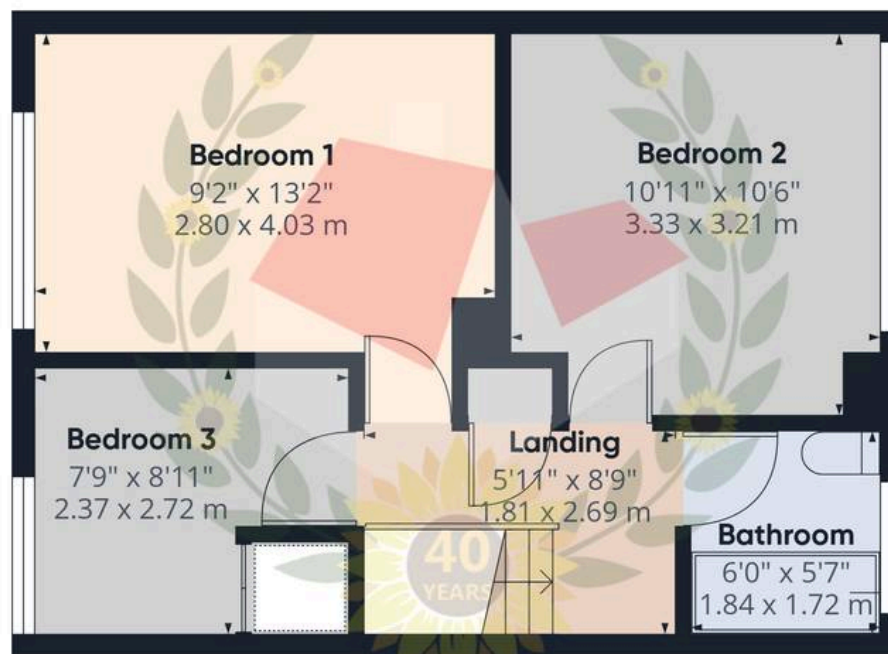 Bedroom 1
9'2" x 13'2"
2.80 x 4.03 m
Bedroom 2
10'11" x 10'6"
3.33 x 3.21 m
Bedroom 3
7'9" x 8'11"
2.37 x 2.72 m
Landing
5'11" x 8'9"
1.81 x 2.69 m
Bathroom
6'0" x 5'7"
1.84 x 1.72 m
40
YEARS